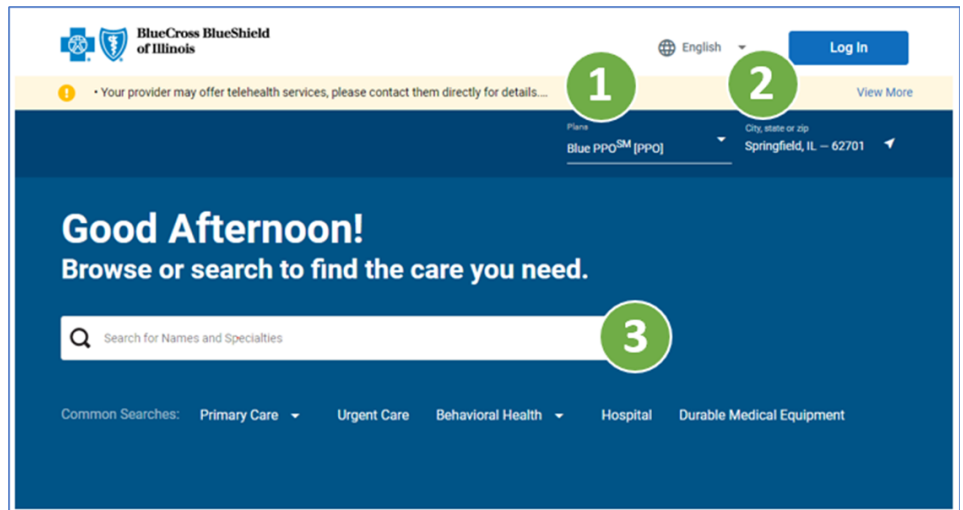 BlueCross BlueShield
of Illinois
English
Log In
• Your provider may offer telehealth services, please contact them directly for details....
View More
1
2
Plans
Blue PPOSM [PPO]
City, state or zip
Springfield, IL — 62701
Good Afternoon!
Browse or search to find the care you need.
Search for Names and Specialties
3
Common Searches: Primary Care Urgent Care Behavioral Health Hospital Durable Medical Equipment